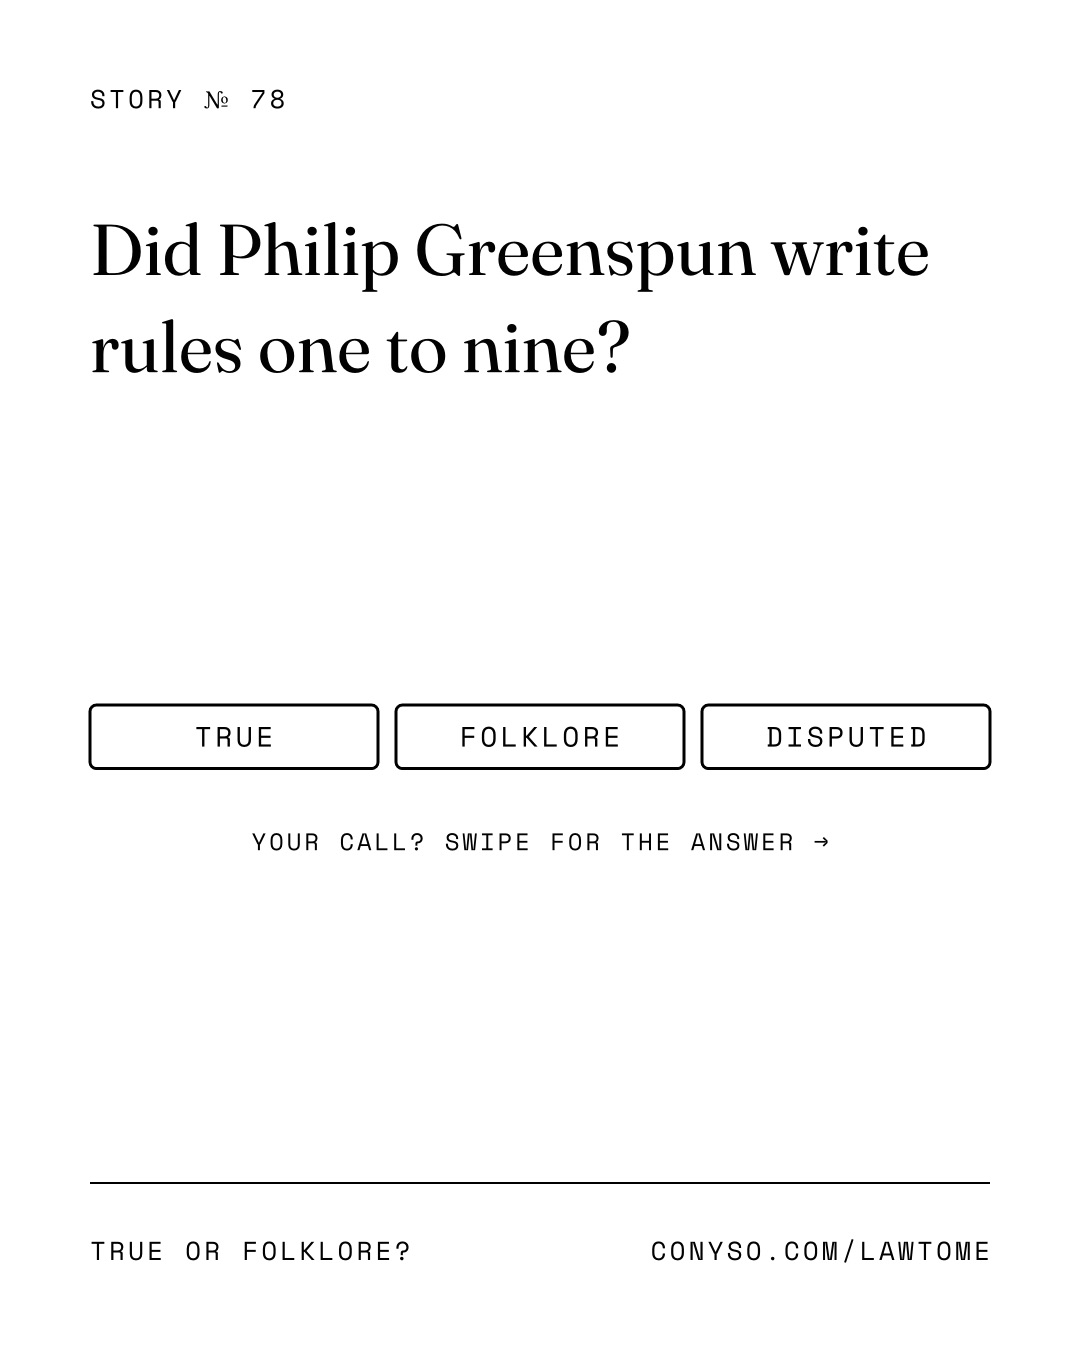 STORY № 78
Did Philip Greenspun write
rules one to nine?
TRUE
FOLKLORE
DISPUTED
YOUR CALL? SWIPE FOR THE ANSWER →
TRUE OR FOLKLORE?
CONYSO.COM/LAWTOME